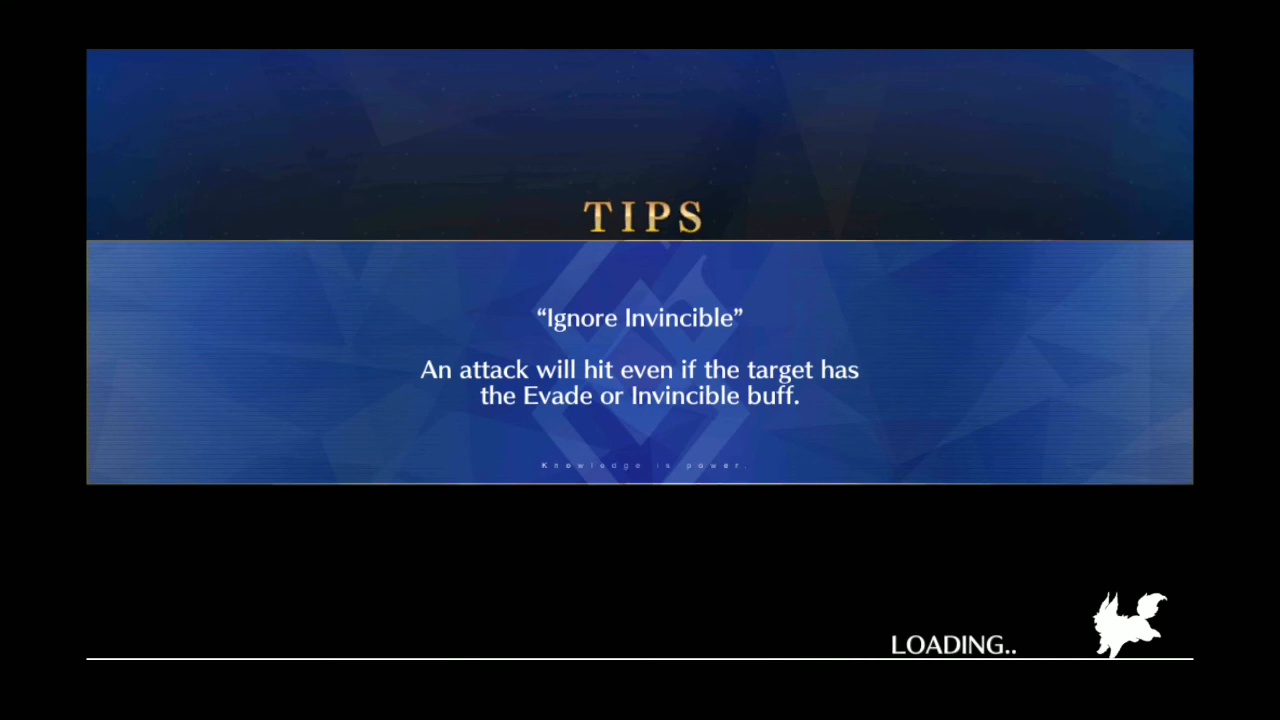 TIPS
“Ignore Invincible”
An attack will hit even if the target has
the Evade or Invincible buff.
Knowledge is power.
LOADING..